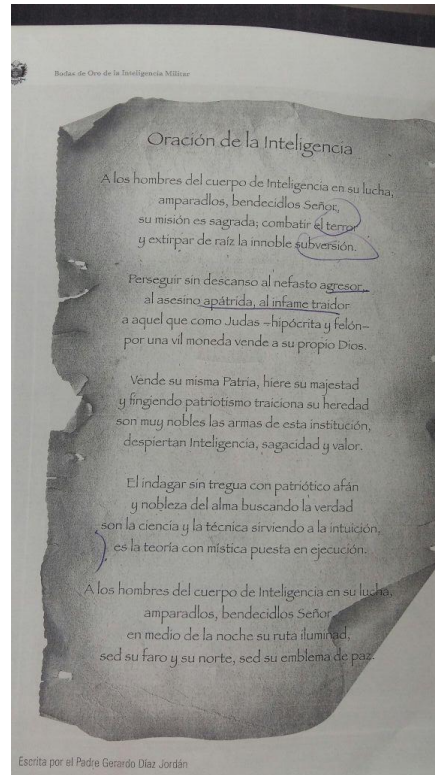 Bodas de Oro de la Inteligencia Militar
Oración de la Inteligencia
A los hombres del cuerpo de Inteligencia en su lucha,
amparadlos, bendecidlos Señor,
su misión es sagrada; combatir el terror
y extirpar de raíz la innoble subversión.
Perseguir sin descanso al nefasto agresor,
al asesino apátrida, al infame traidor
a aquel que como Judas –hipócrita y felón–
por una vil moneda vende a su propio Dios.
Vende su misma Patria, hiere su majestad
y fingiendo patriotismo traiciona su heredad
son muy nobles las armas de esta institución,
despiertan Inteligencia, sagacidad y valor.
El indagar sin tregua con patriótico afán
y nobleza del alma buscando la verdad
son la ciencia y la técnica sirviendo a la intuición,
es la teoría con mística puesta en ejecución.
A los hombres del cuerpo de Inteligencia en su lucha,
amparadlos, bendecidlos Señor,
en medio de la noche su ruta iluminad,
sed su faro y su norte, sed su emblema de paz.
Escrita por el Padre Gerardo Díaz Jordán